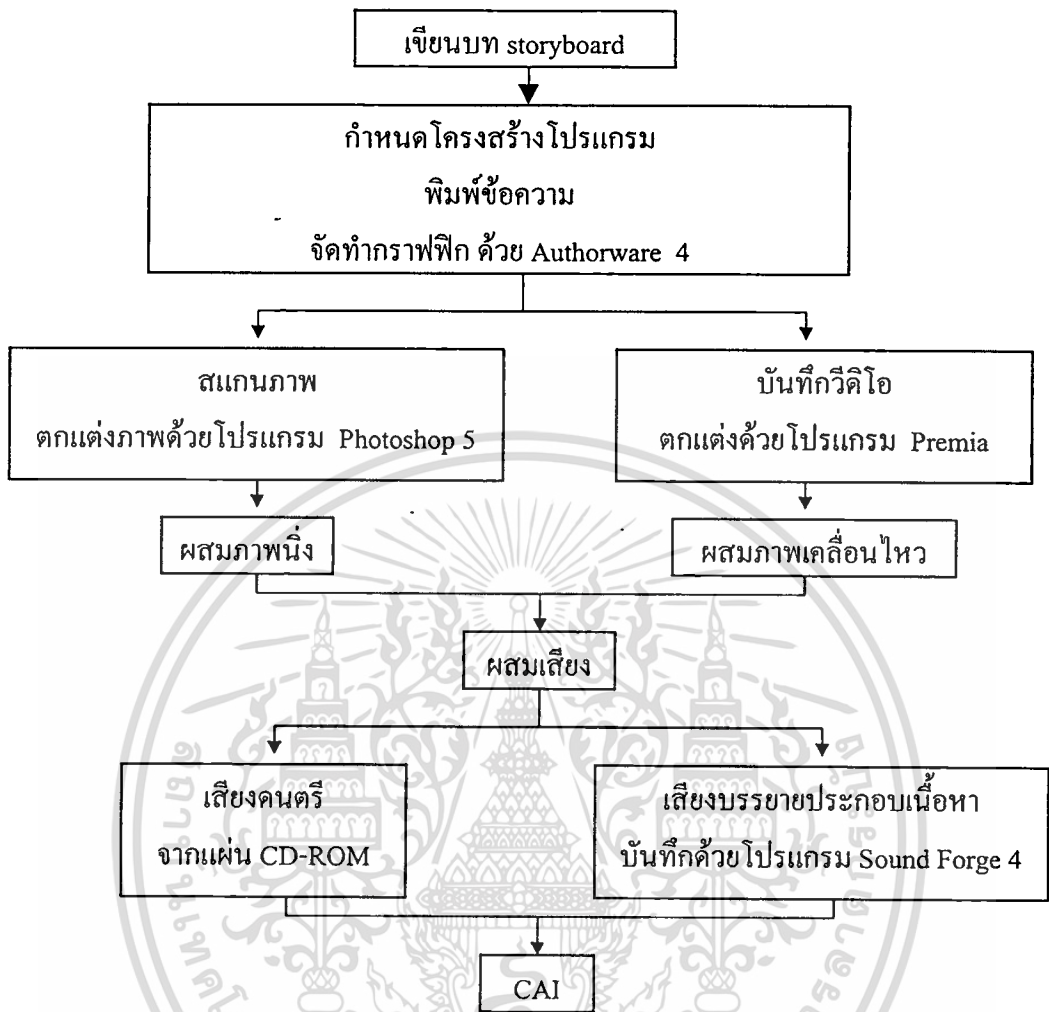 เขียนบท storyboard
กำหนดโครงสร้างโปรแกรม
พิมพ์ข้อความ
จัดทำกราฟฟิก ด้วย Authorware 4
สแกนภาพ
ตกแต่งภาพด้วยโปรแกรม Photoshop 5
บันทึกวีดิโอ
ตกแต่งด้วยโปรแกรม Premia
ผสมภาพนิ่ง
ผสมภาพเคลื่อนไหว
ผสมเสียง
เสียงดนตรี
จากแผ่น CD-ROM
เสียงบรรยายประกอบเนื้อหา
บันทึกด้วยโปรแกรม Sound Forge 4
CAI